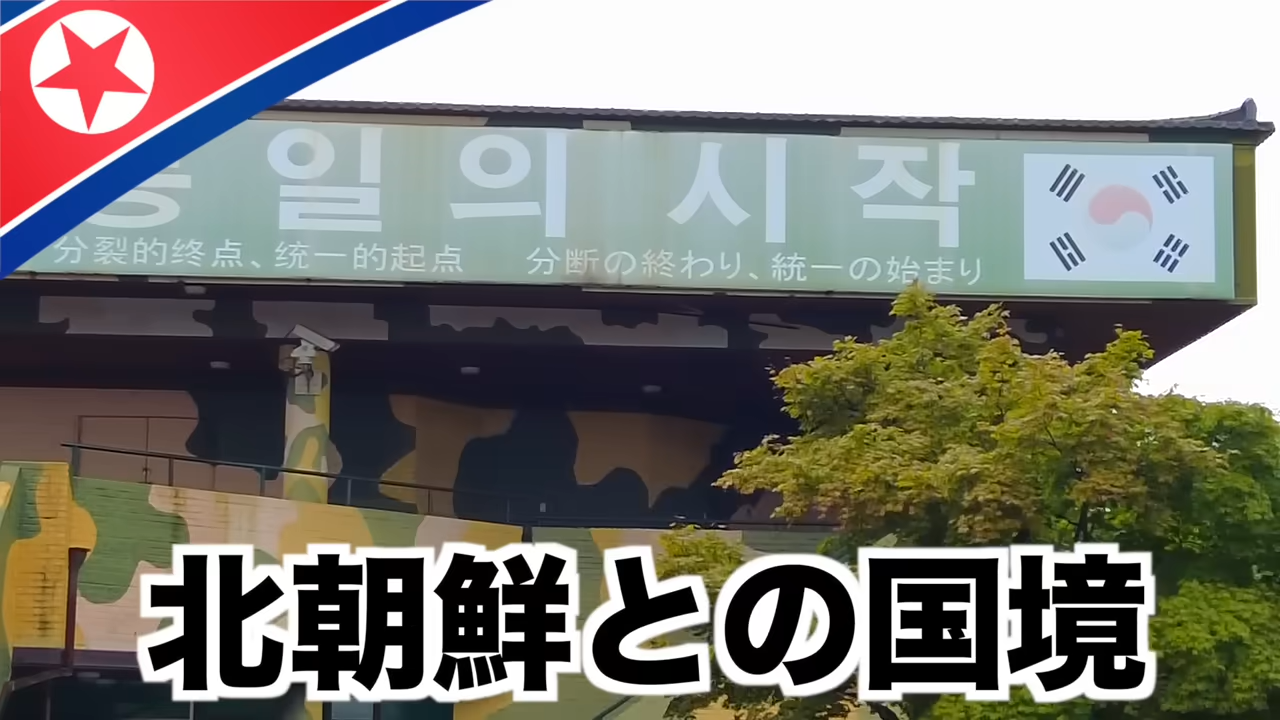 일의 시작
分裂的终点、统一的起点 分断の終わり、統一の始まり
北朝鮮との国境